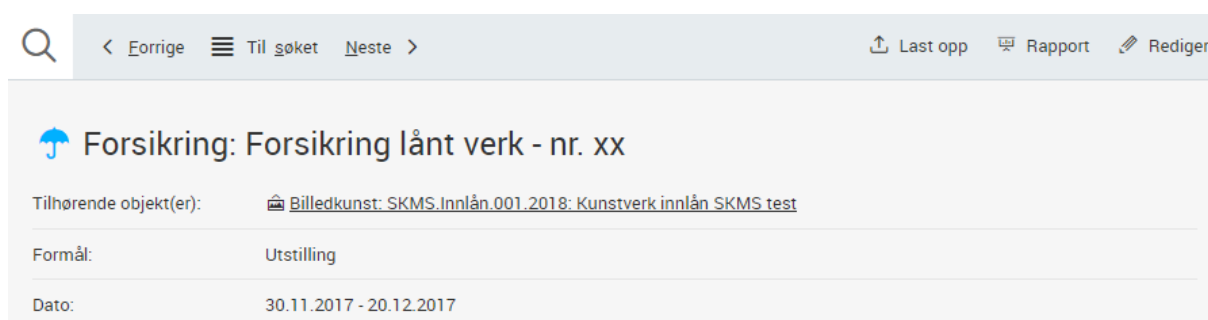 Forrige Til søket Neste Last opp Rapport Rediger
Forsikring: Forsikring lånt verk - nr. xx
Tilhørende objekt(er): Billedkunst: SKMS.Innlån.001.2018: Kunstverk innlån SKMS test
Formål: Utstilling
Dato: 30.11.2017 - 20.12.2017